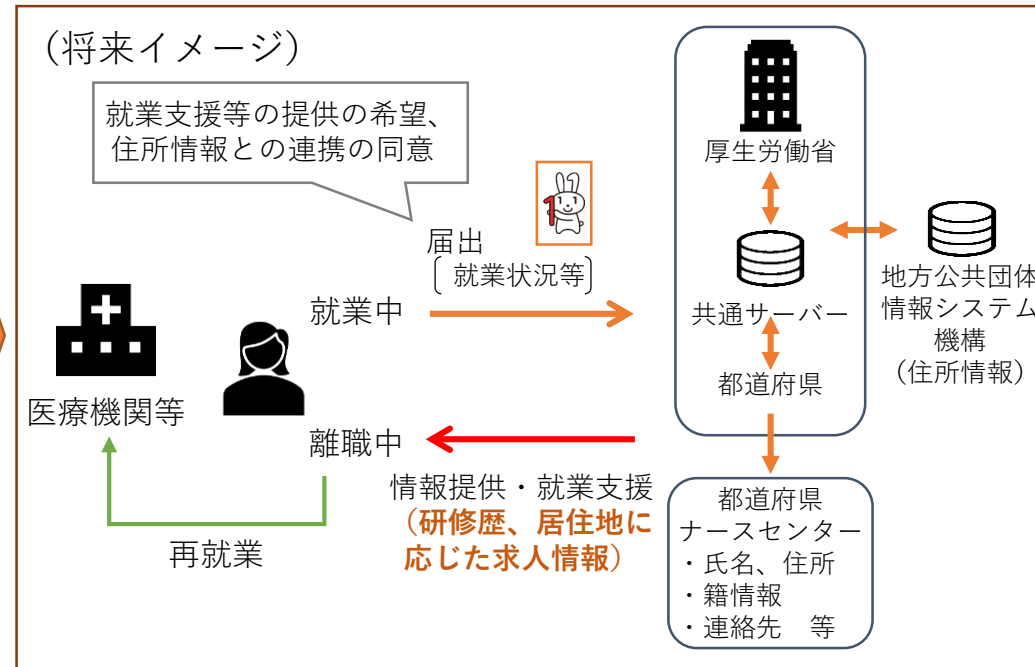 （将来イメージ）
就業支援等の提供の希望、
住所情報との連携の同意
届出
〔 就業状況等〕
就業中
医療機関等
離職中
再就業
情報提供・就業支援
（研修歴、居住地に
応じた求人情報）
厚生労働省
共通サーバー
都道府県
地方公共団体
情報システム
機構
（住所情報）
都道府県
ナースセンター
・氏名、住所
・籍情報
・連絡先　等